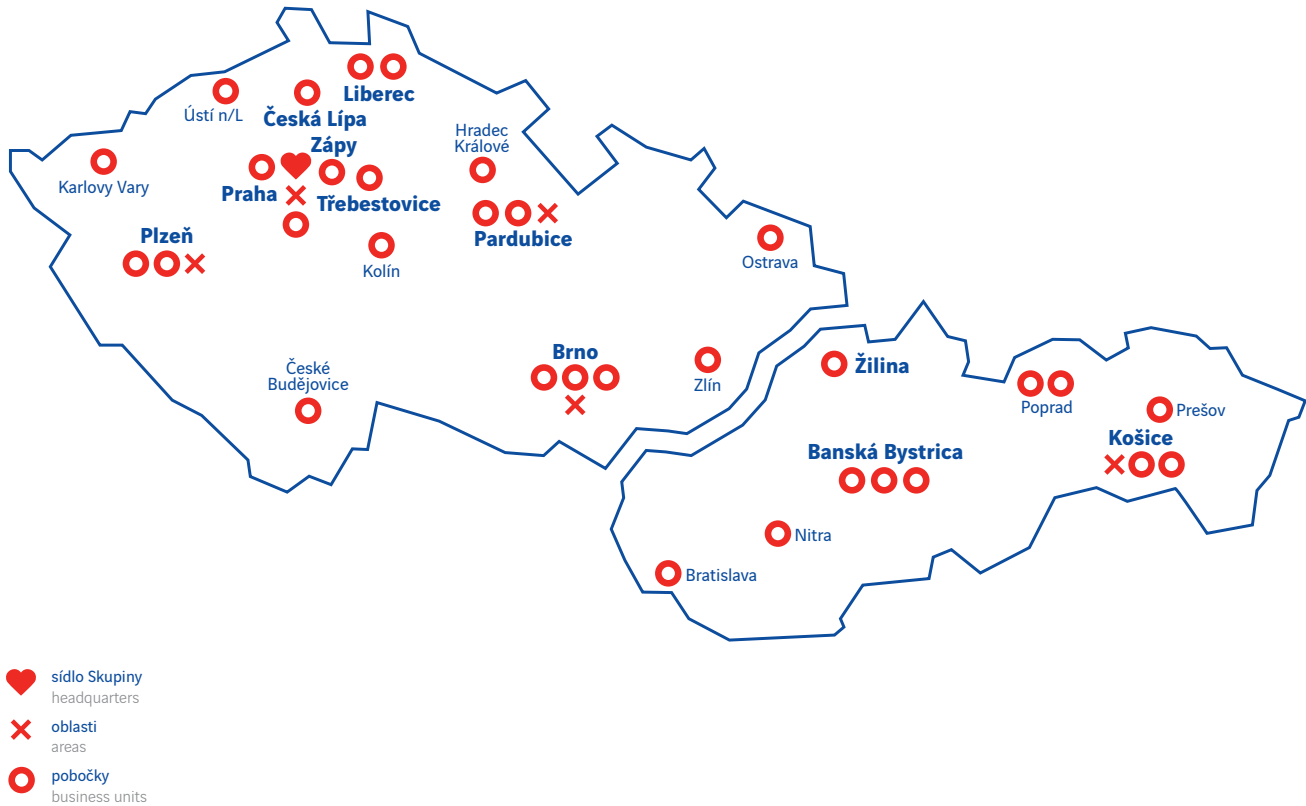 Liberec
Ústí n/L
Česká Lípa
Zápy
Hradec
Králové
Karlovy Vary
Praha
Třebestovice
Plzeň
Pardubice
Kolín
Ostrava
České
Budějovice
Brno
Zlín
Žilina
Poprad
Prešov
Košice
Banská Bystrica
Nitra
Bratislava
sídlo Skupiny
headquarters
oblasti
areas
pobočky
business units